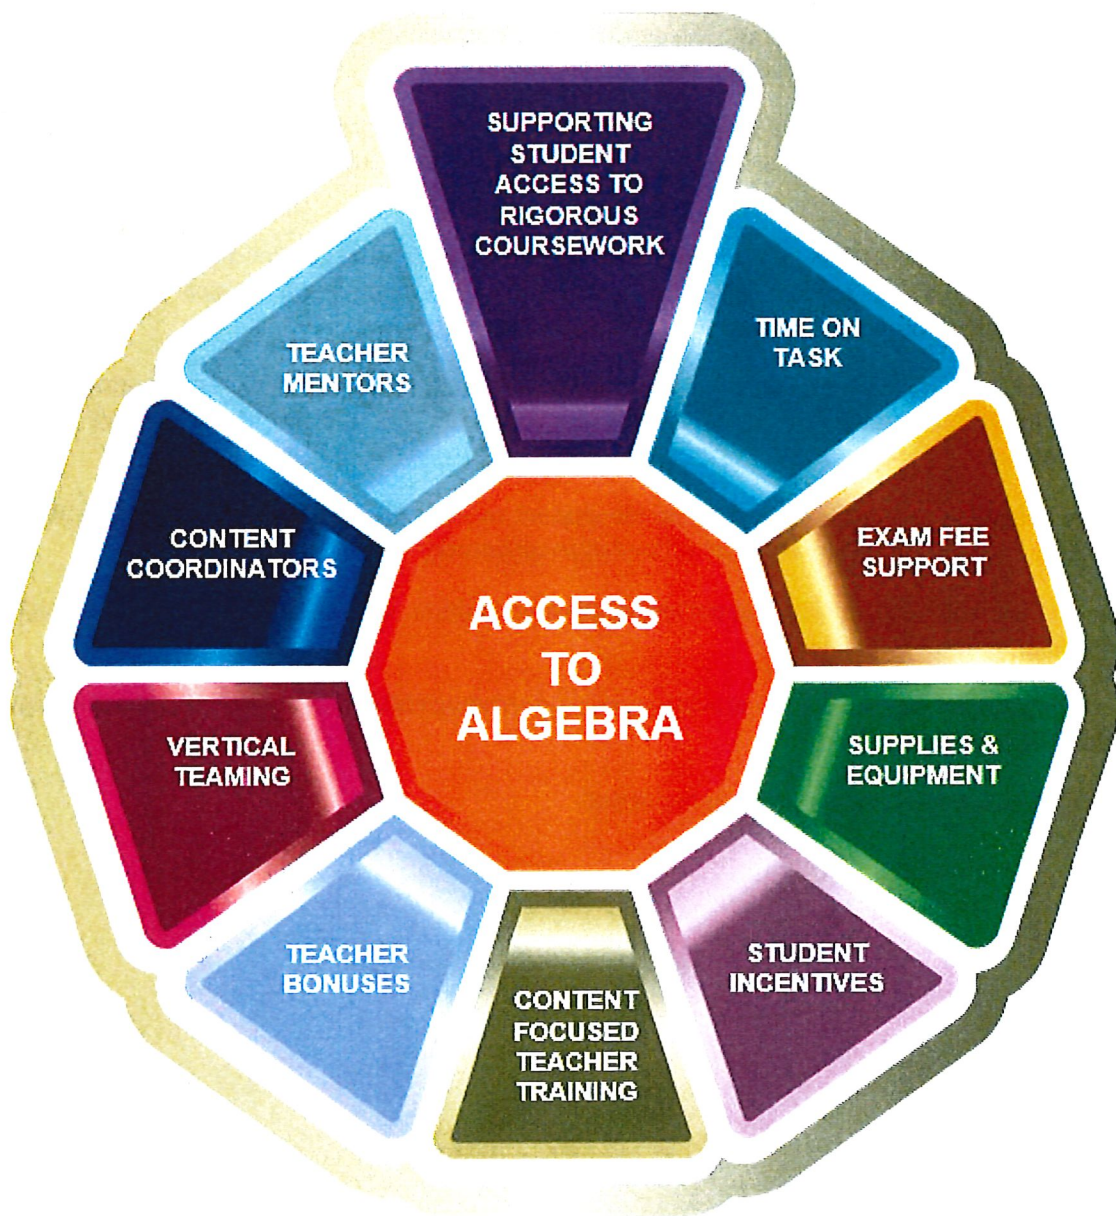 SUPPORTING
STUDENT
ACCESS TO
RIGOROUS
COURSEWORK
TIME ON
TASK
EXAM FEE
SUPPORT
SUPPLIES &
EQUIPMENT
STUDENT
INCENTIVES
CONTENT
FOCUSED
TEACHER
TRAINING
TEACHER
BONUSES
VERTICAL
TEAMING
CONTENT
COORDINATORS
TEACHER
MENTORS
ACCESS
TO
ALGEBRA